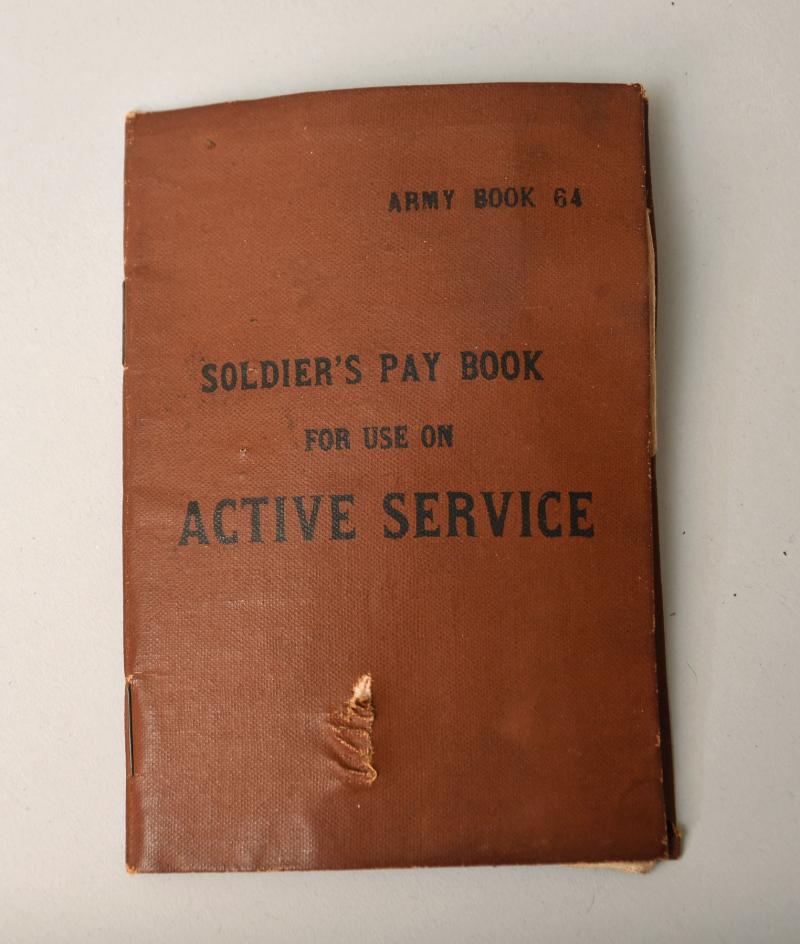 ARMY BOOK 64
SOLDIER'S PAY BOOK
FOR USE ON
ACTIVE SERVICE